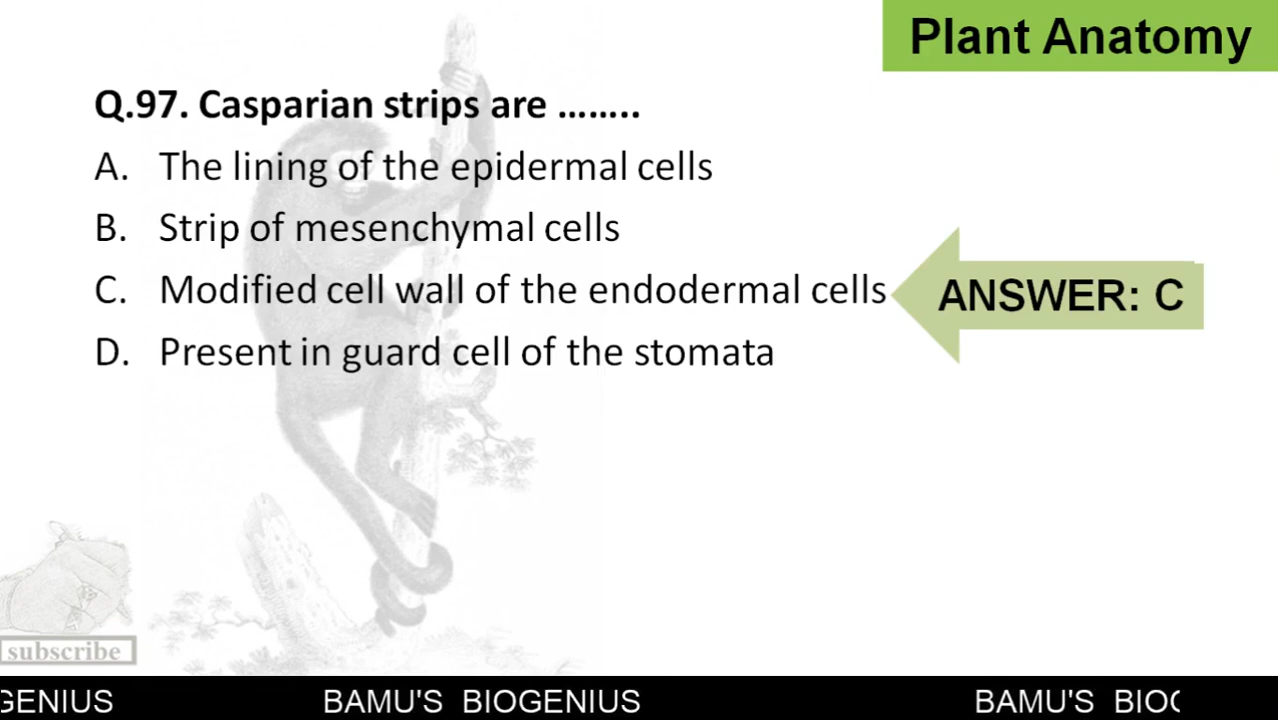 Plant Anatomy
Q.97. Casparian strips are ........
A. The lining of the epidermal cells
B. Strip of mesenchymal cells
C. Modified cell wall of the endodermal cells
ANSWER: C
D. Present in guard cell of the stomata
subscribe
GENIUS BAMU'S BIOGENIUS BAMU'S BIOG